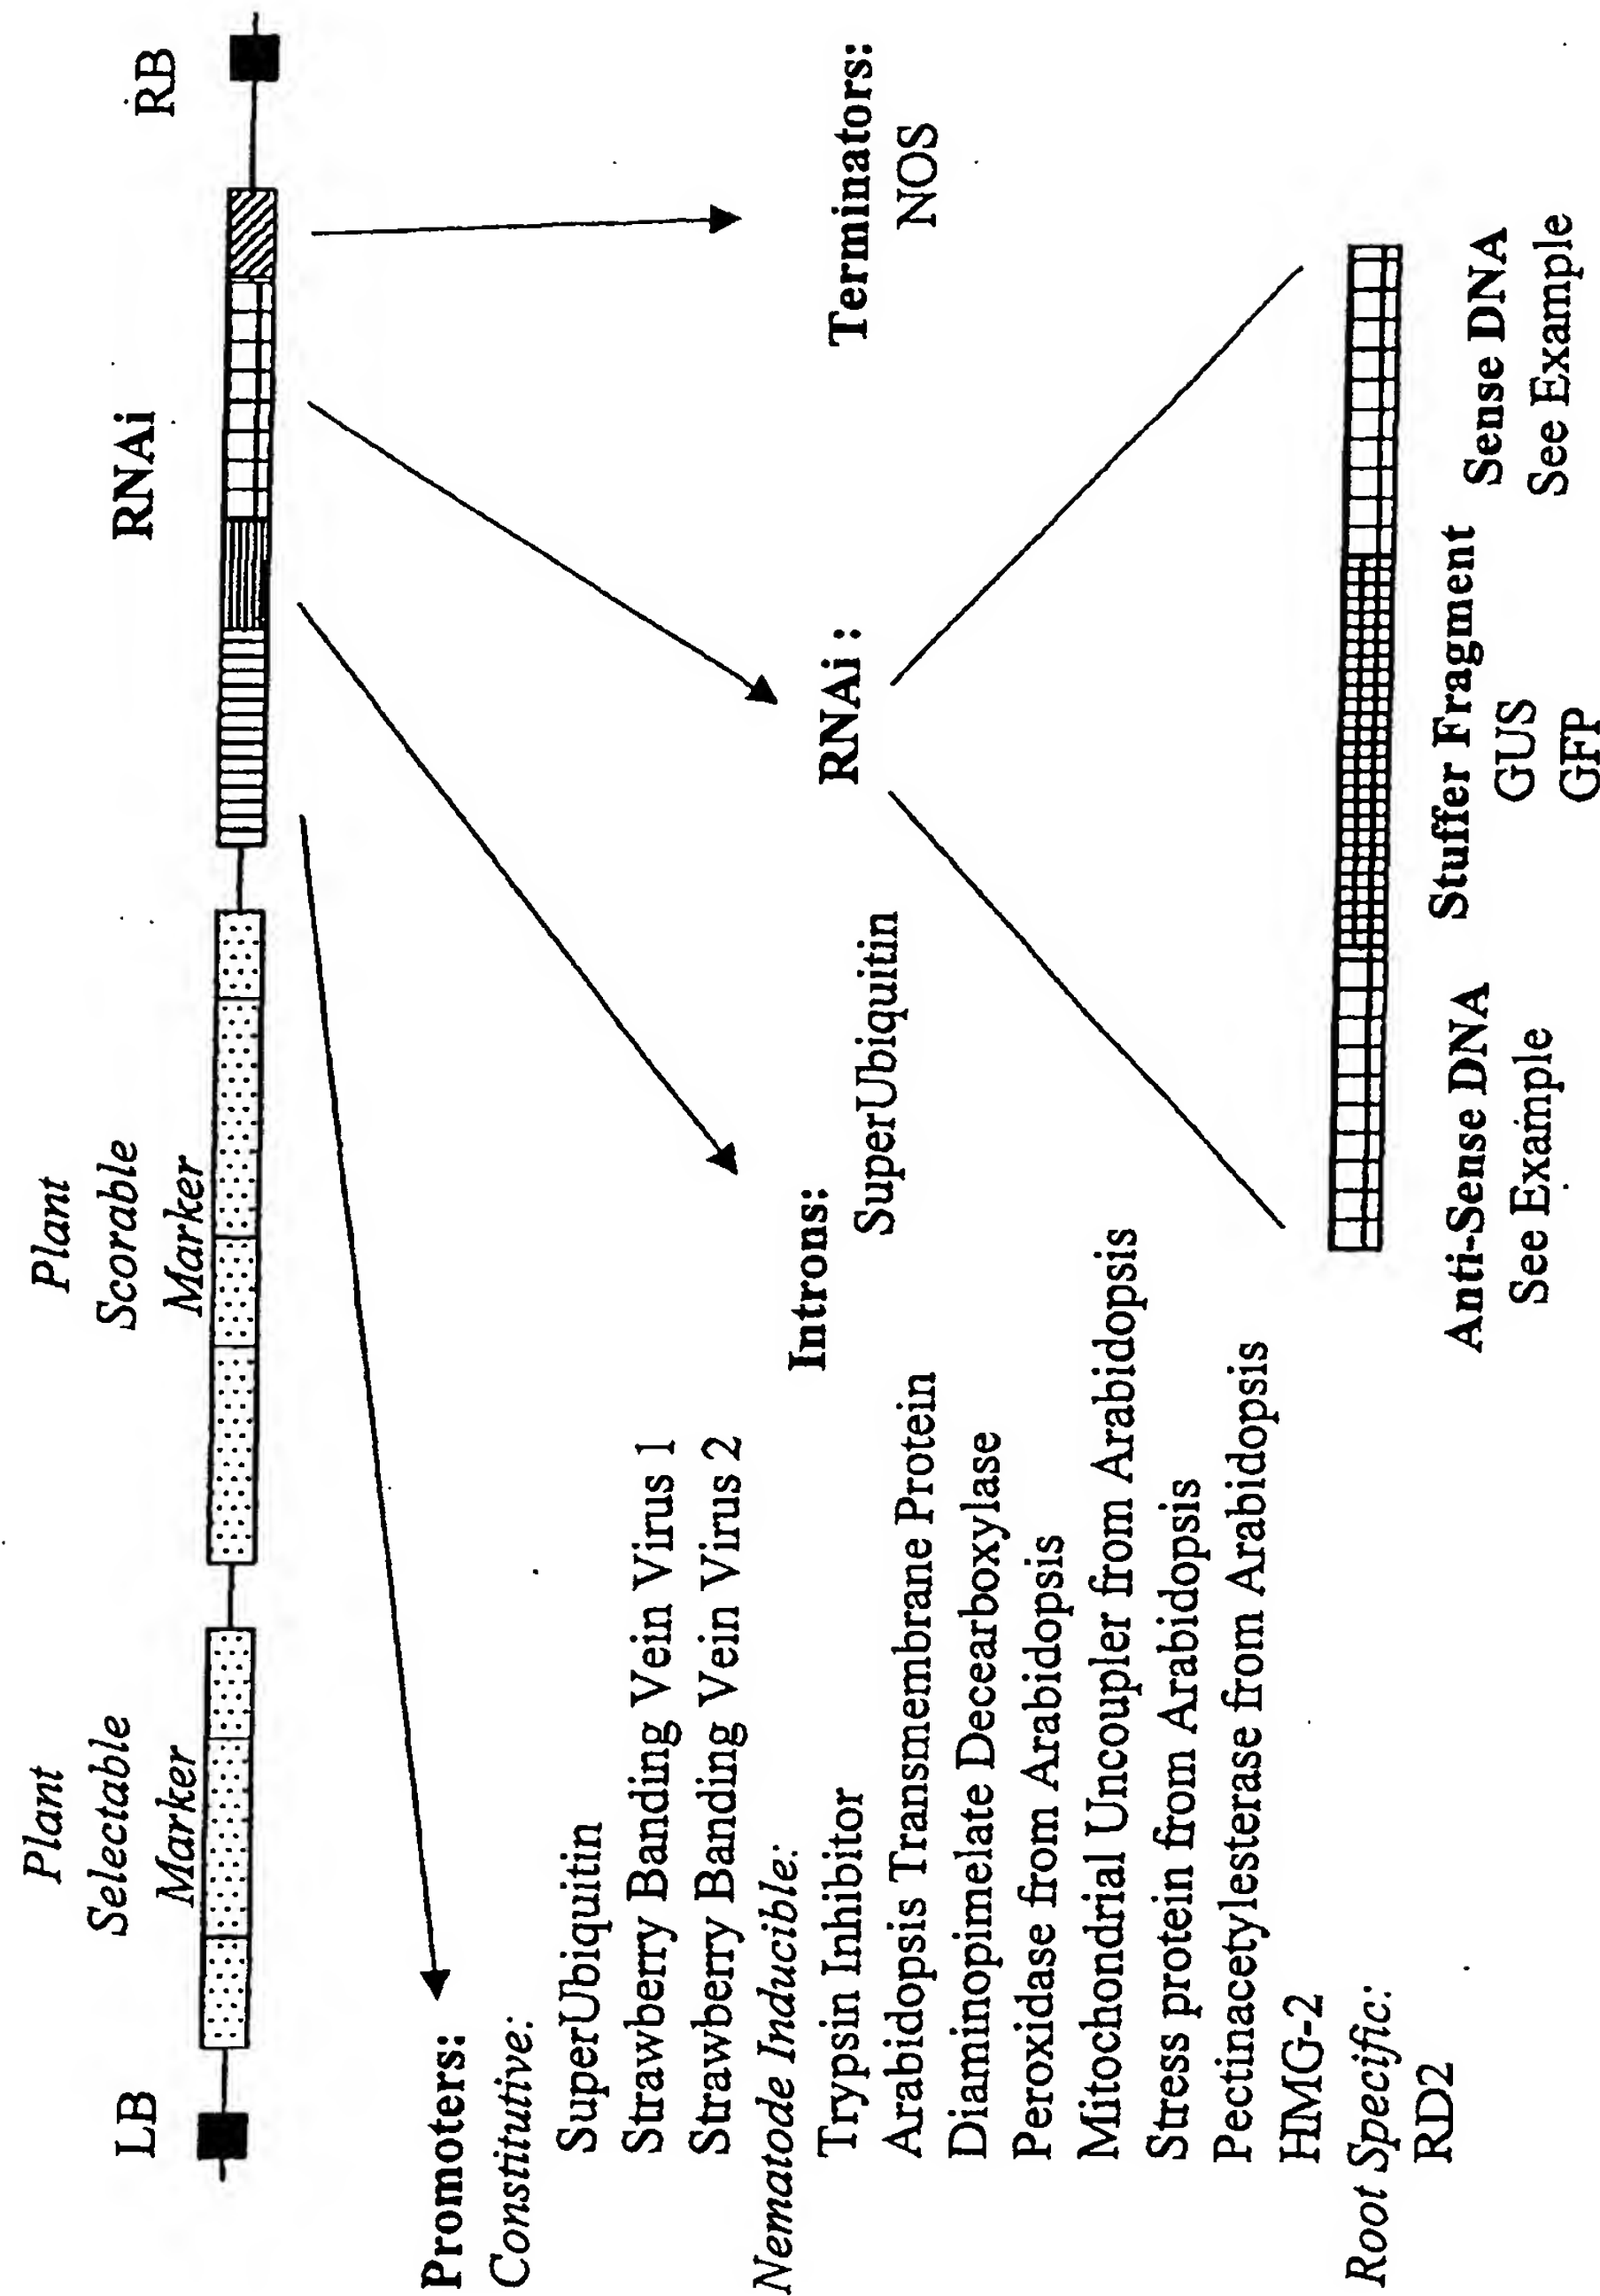 LB
Plant
Selectable
Marker
Plant
Scorable
Marker
RNAi
RB
Promoters:
Constitutive:
SuperUbiquitin
Strawberry Banding Vein Virus 1
Strawberry Banding Vein Virus 2
Nematode Inducible:
Trypsin Inhibitor
Arabidopsis Transmembrane Protein
Diaminopimelate Decearboxylase
Peroxidase from Arabidopsis
Mitochondrial Uncoupler from Arabidopsis
Stress protein from Arabidopsis
Pectinacetylesterase from Arabidopsis
HMG-2
Root Specific:
RD2
Introns:
SuperUbiquitin
RNAi :
Terminators:
NOS
Anti-Sense DNA
See Example
Stuffer Fragment
GUS
GFP
Sense DNA
See Example